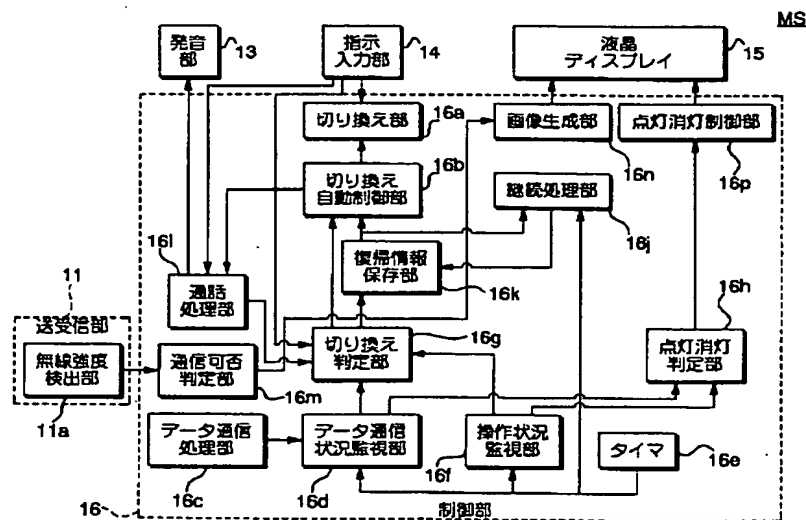 MS
発音部
13
指示入力部
14
液晶ディスプレイ
15
切り換え部
16a
画像生成部
16n
点灯消灯制御部
16p
切り換え自動制御部
16b
継続処理部
16j
16l
通話処理部
復帰情報保存部
16k
11
送受信部
無線強度検出部
11a
通信可否判定部
16m
切り換え判定部
16g
16h
点灯消灯判定部
データ通信処理部
16c
データ通信状況監視部
16d
操作状況監視部
16f
タイマ
16e
16
制御部